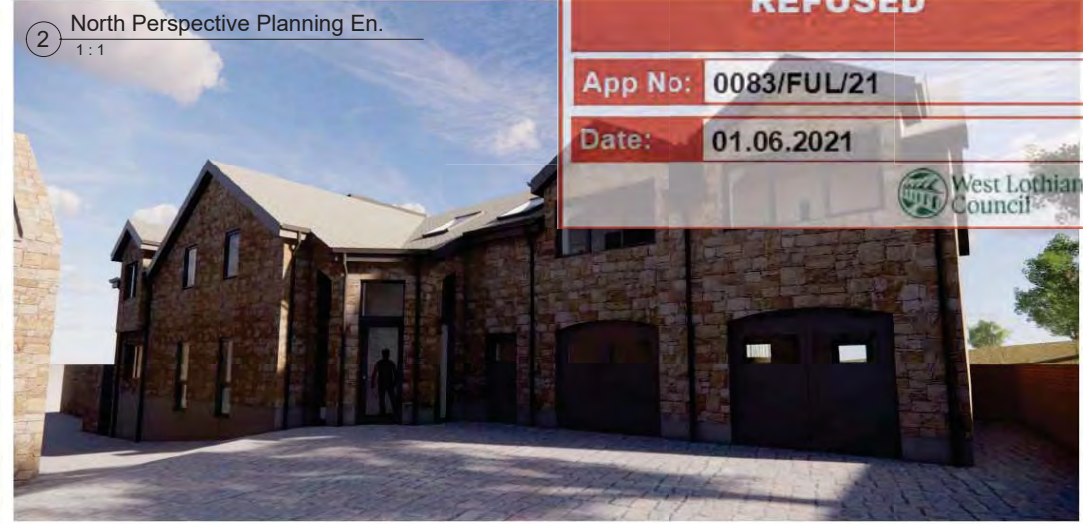 2
North Perspective Planning En.
1 : 1
REFUSED
App No: 0083/FUL/21
Date: 01.06.2021
West Lothian
Council